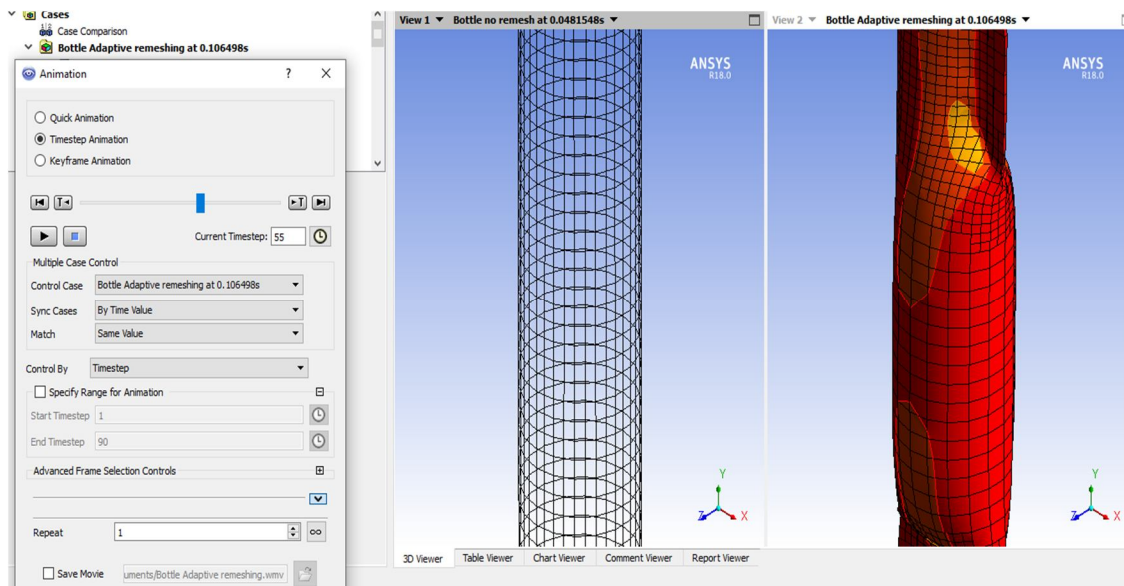 Cases
Case Comparison
Bottle Adaptive remeshing at 0.106498s
Animation
? X
Quick Animation
Timestep Animation
Keyframe Animation
T T
Current Timestep: 55
Multiple Case Control
Control Case Bottle Adaptive remeshing at 0.106498s
Sync Cases By Time Value
Match Same Value
Control By Timestep
Specify Range for Animation
Start Timestep 1
End Timestep 90
Advanced Frame Selection Controls
Repeat 1
Save Movie uments/Bottle Adaptive remeshing.wmv
View 1 Bottle no remesh at 0.0481548s
ANSYS
R18.0
Y
Z X
View 2 Bottle Adaptive remeshing at 0.106498s
ANSYS
R18.0
Y
Z X
3D Viewer Table Viewer Chart Viewer Comment Viewer Report Viewer